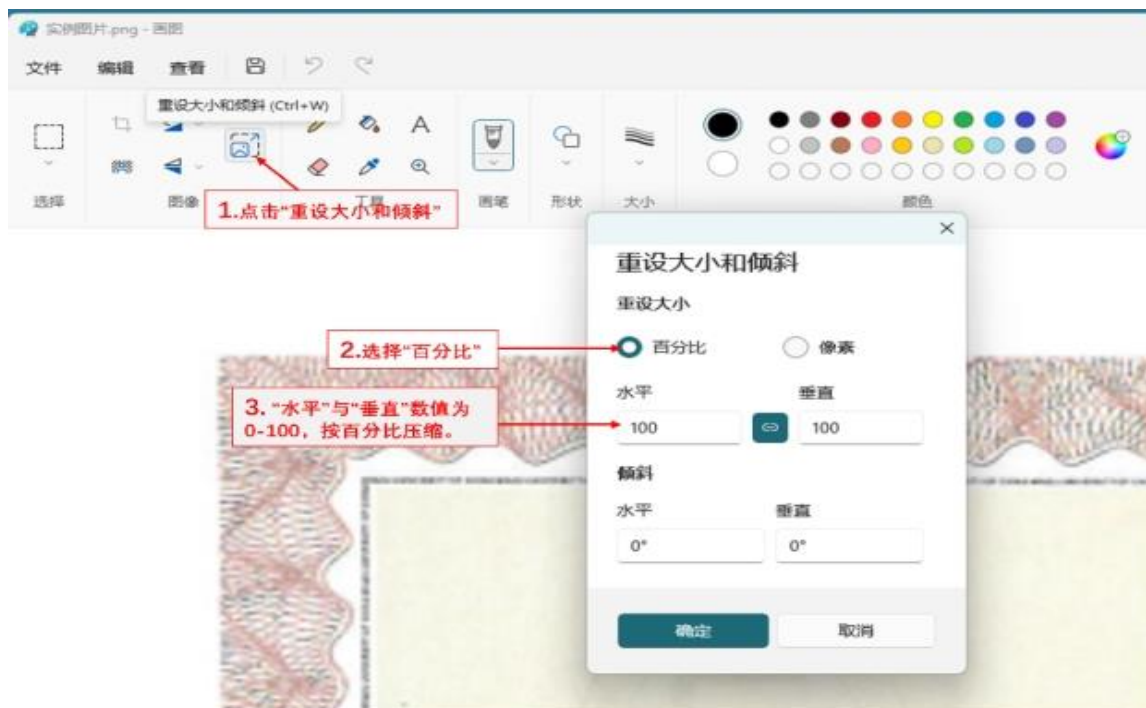 实例图片.png - 画图
文件 编辑 查看
重设大小和倾斜 (Ctrl+W)
A
选择 图像 工具 画笔 形状 大小 颜色
1.点击“重设大小和倾斜”
重设大小和倾斜
重设大小
2.选择“百分比”
百分比 像素
3. “水平”与“垂直”数值为
0-100，按百分比压缩。
水平 垂直
100 100
倾斜
水平 垂直
0° 0°
确定 取消